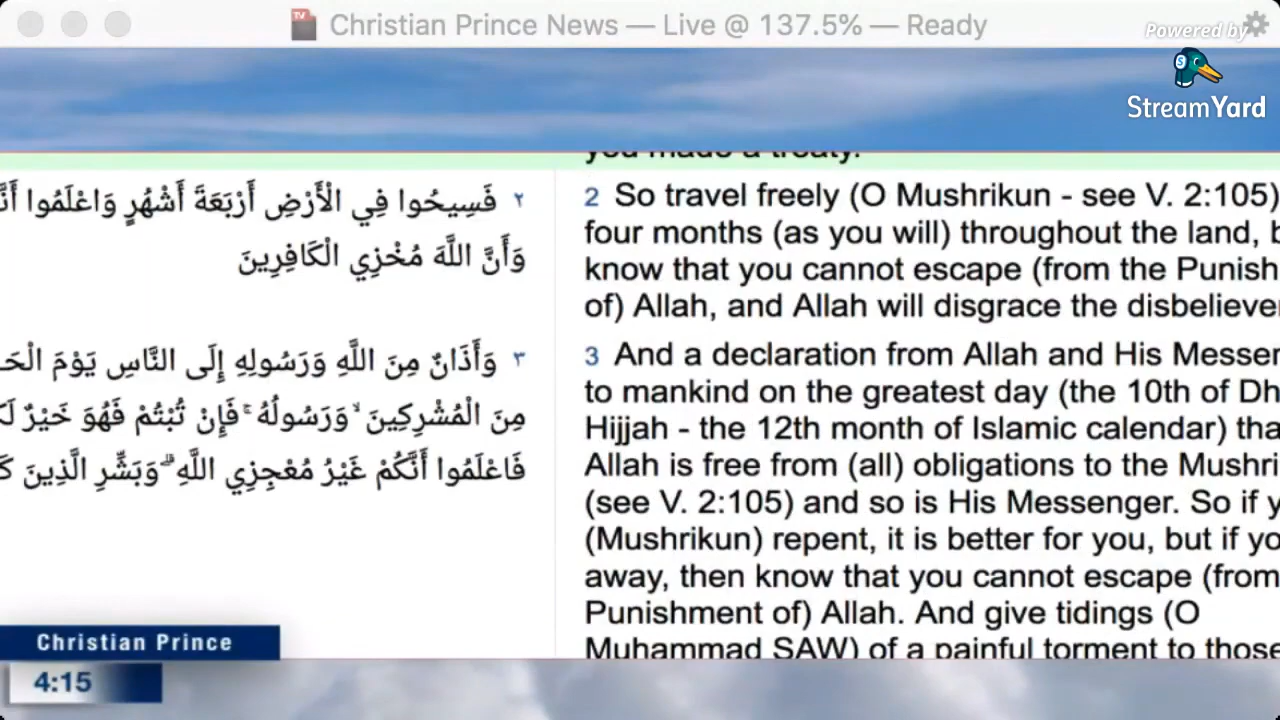 Christian Prince News — Live @ 137.5% — Ready
Powered by
StreamYard
you made a treaty.
٢ فَسِيحُوا فِي الْأَرْضِ أَرْبَعَةَ أَشْهُرٍ وَاعْلَمُوا
وَأَنَّ اللَّهَ مُخْزِي الْكَافِرِينَ
2 So travel freely (O Mushrikun - see V. 2:105)
four months (as you will) throughout the land,
know that you cannot escape (from the Punish
of) Allah, and Allah will disgrace the disbelieve
٣ وَأَذَانٌ مِنَ اللَّهِ وَرَسُولِهِ إِلَى النَّاسِ يَوْمَ
مِنَ الْمُشْرِكِينَ ۙ وَرَسُولُهُ ۚ فَإِنْ تُبْتُمْ فَهُوَ خَيْرٌ
فَاعْلَمُوا أَنَّكُمْ غَيْرُ مُعْجِزِي اللَّهِ ۗ وَبَشِّرِ الَّذِينَ
3 And a declaration from Allah and His Messen
to mankind on the greatest day (the 10th of Dh
Hijjah - the 12th month of Islamic calendar) tha
Allah is free from (all) obligations to the Mushri
(see V. 2:105) and so is His Messenger. So if y
(Mushrikun) repent, it is better for you, but if yo
away, then know that you cannot escape (from
Punishment of) Allah. And give tidings (O
Muhammad SAW) of a painful torment to those
Christian Prince
4:15